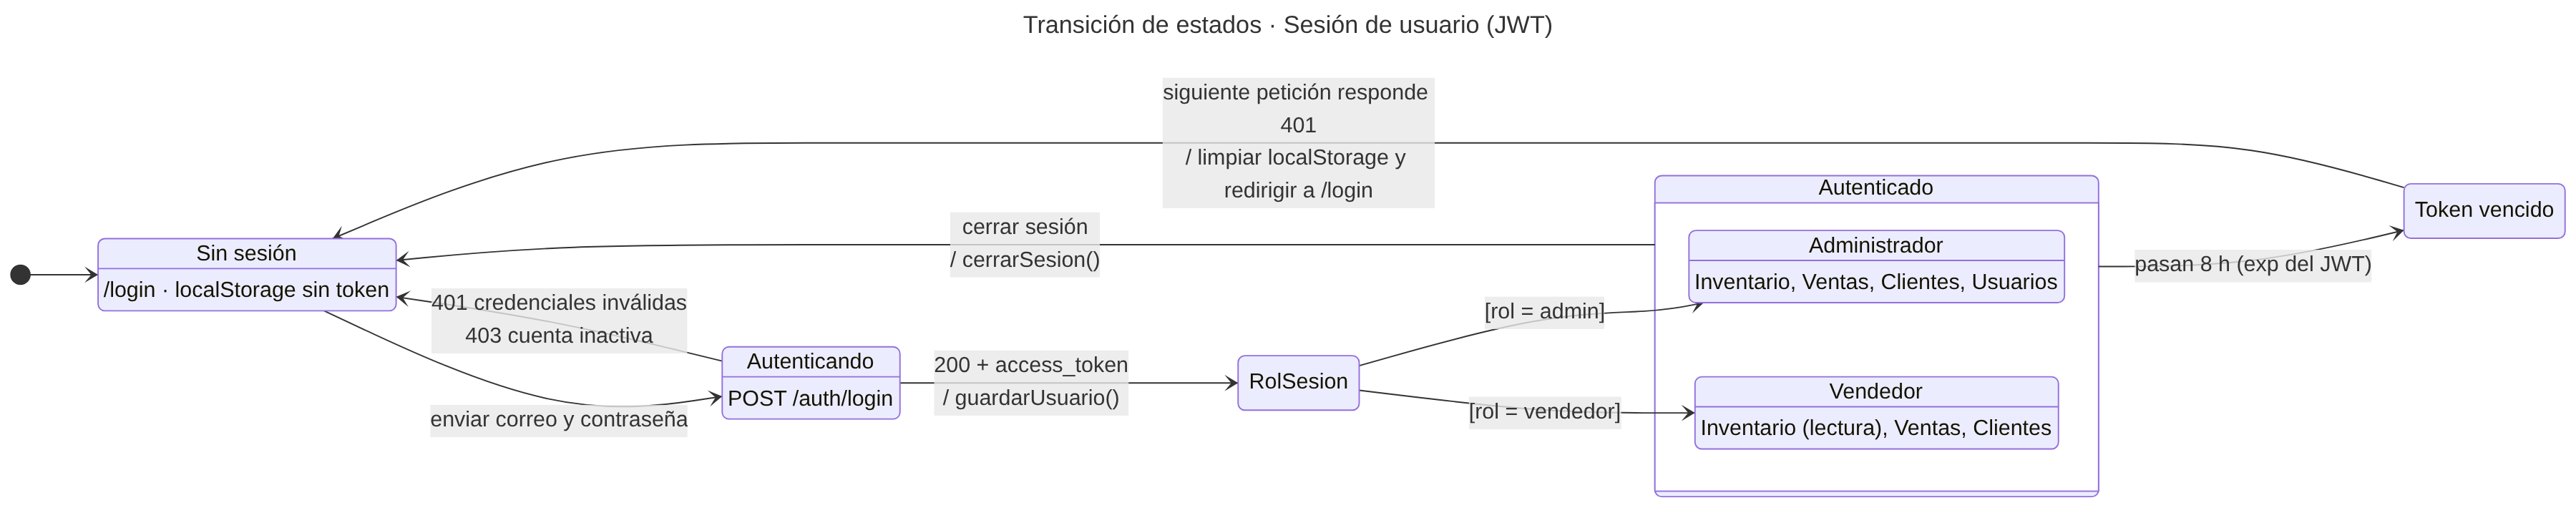 Transición de estados · Sesión de usuario (JWT)
siguiente petición responde
401
/ limpiar localStorage y
redirigir a /login
Autenticado
Token vencido
cerrar sesión
/ cerrarSesion()
Administrador
Inventario, Ventas, Clientes, Usuarios
pasan 8 h (exp del JWT)
Sin sesión
/login · localStorage sin token
401 credenciales inválidas
403 cuenta inactiva
[rol = admin]
Autenticando
POST /auth/login
200 + access_token
/ guardarUsuario()
RolSesion
Vendedor
Inventario (lectura), Ventas, Clientes
[rol = vendedor]
enviar correo y contraseña